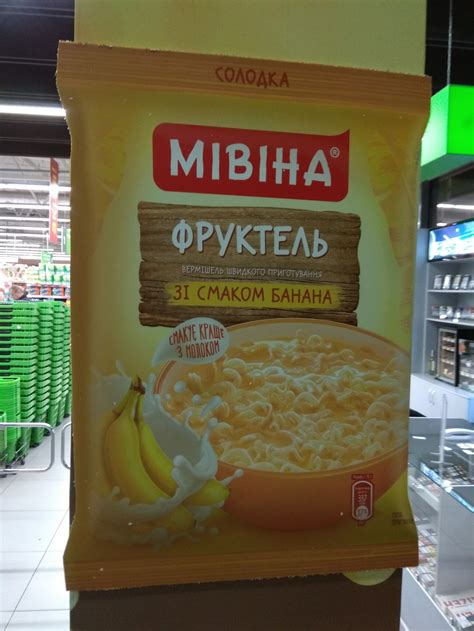 СОЛОДКА
МІВІНА®
ФРУКТЕЛЬ
ВЕРМІШЕЛЬ ШВИДКОГО ПРИГОТУВАННЯ
ЗІ СМАКОМ БАНАНА
СМАКУЄ КРАЩЕ
З МОЛОКОМ